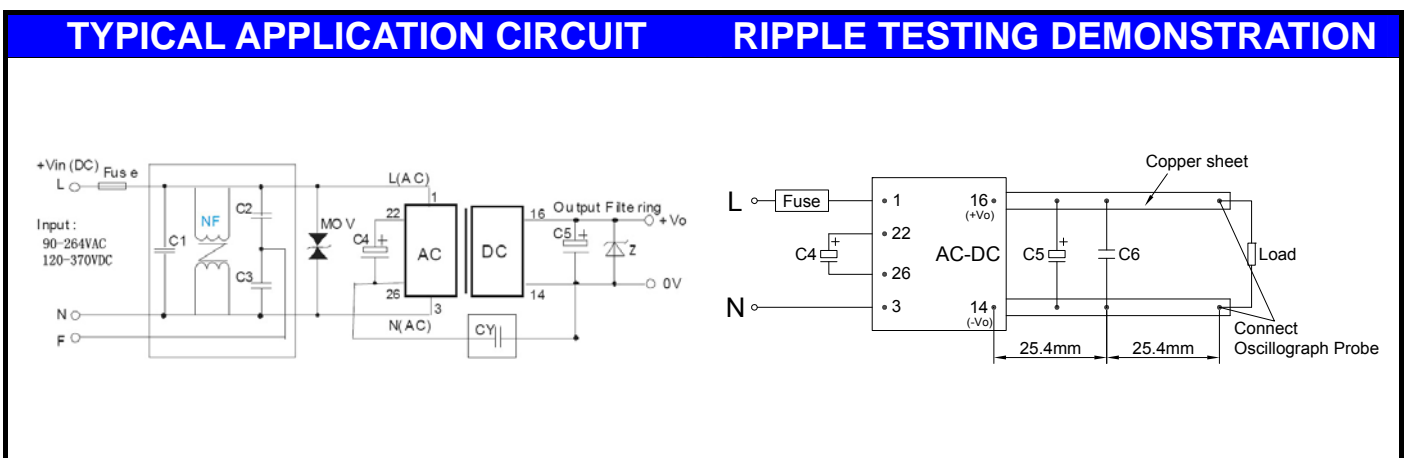 TYPICAL APPLICATION CIRCUIT
RIPPLE TESTING DEMONSTRATION
+Vin (DC)
Fuse
L
Input:
90-264VAC
120-370VDC
N
F
C1
NF
C2
C3
MOV
L(AC)
1
22
C4
+
AC
26
3
N(AC)
DC
16
14
Output Filtering
+Vo
C5
+
Z
0V
CY
L
Fuse
1
22
C4
+
26
N
3
AC-DC
16
(+Vo)
14
(-Vo)
C5
+
C6
Copper sheet
Load
Connect
Oscillograph Probe
25.4mm
25.4mm